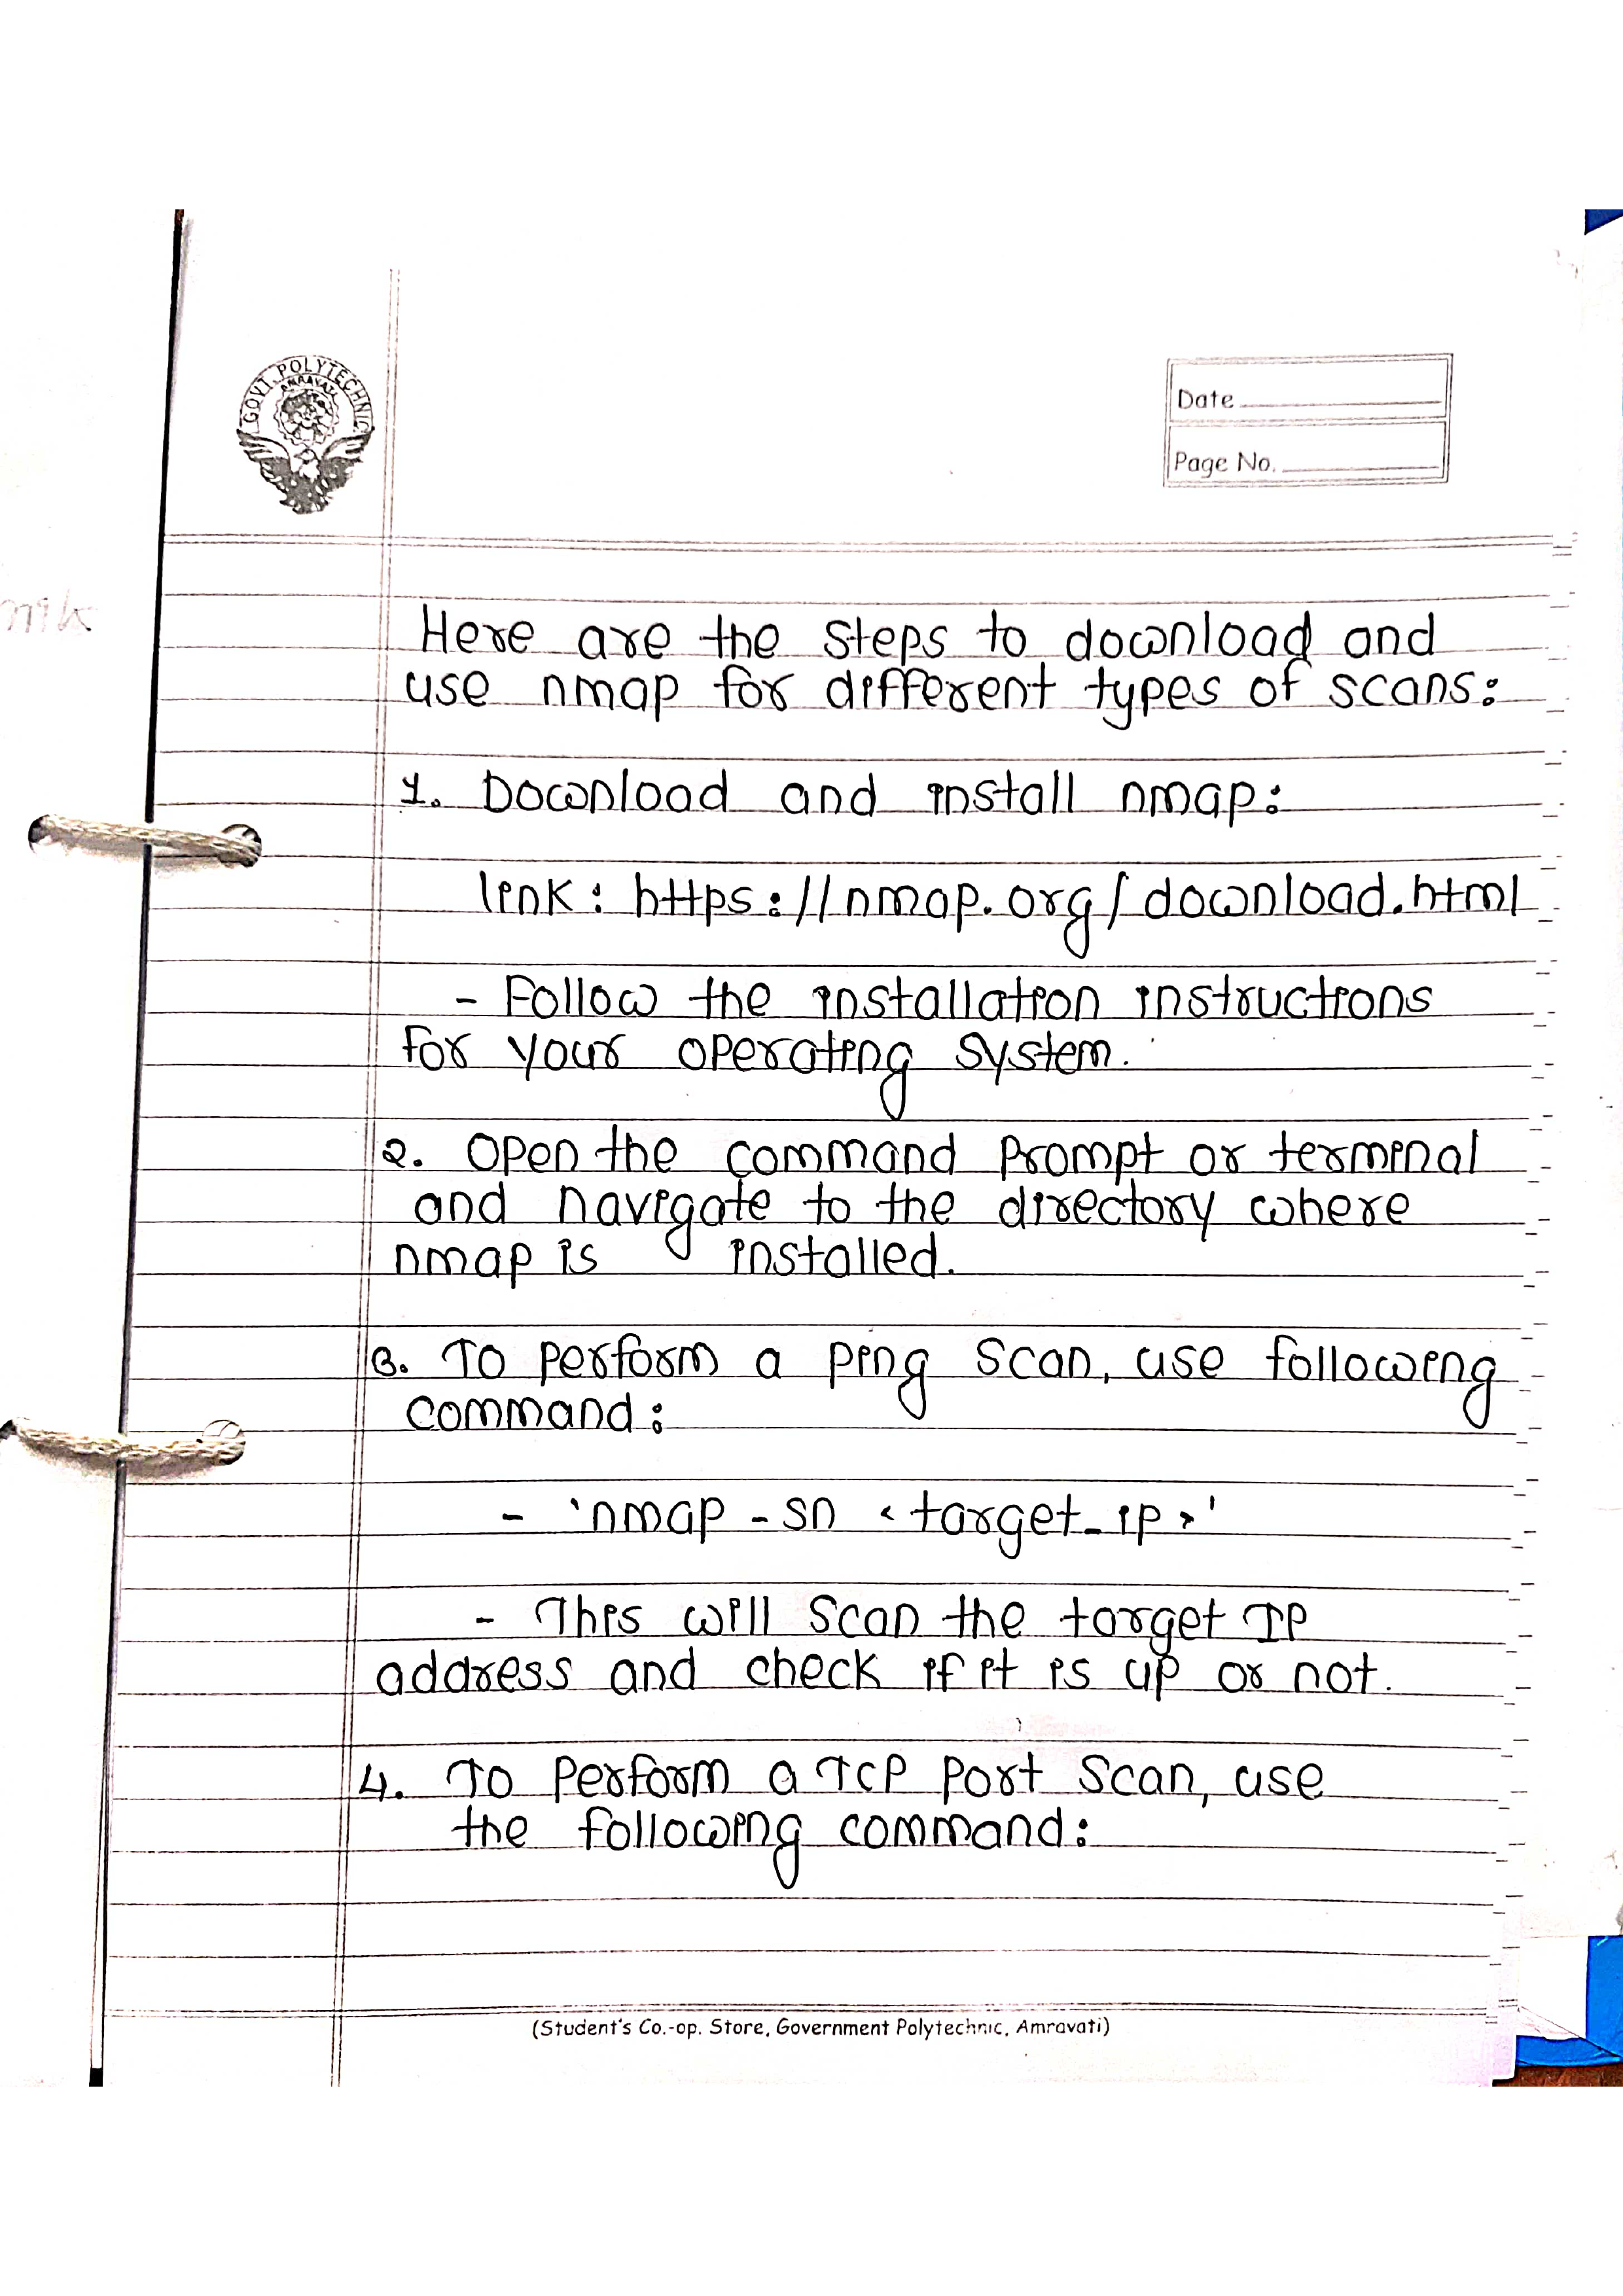 GOVT. POLYTECHNIC
AMRAVATI
Date
Page No.
Here are the steps to download and
use nmap for different types of scans:
1. Download and install nmap:
link: https://nmap.org/download.html
- Follow the installation instructions
for your operating system.
2. Open the command prompt or terminal
and navigate to the directory where
nmap is installed.
3. To perform a ping scan, use following
command:
- 'nmap -sn <target_ip>'
- This will scan the target IP
address and check if it is up or not.
4. To perform a TCP port scan, use
the following command:
(Student's Co.-op. Store, Government Polytechnic, Amravati)